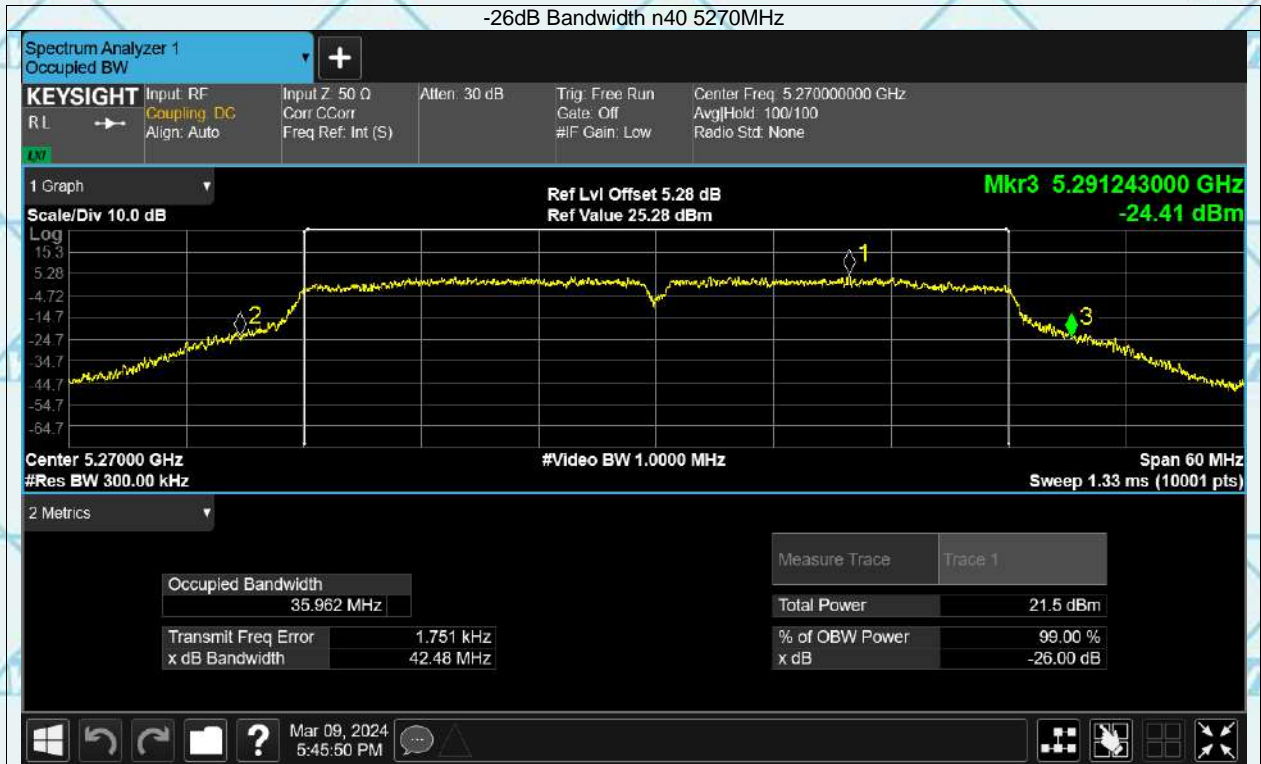 -26dB Bandwidth n40 5270MHz
Spectrum Analyzer 1
Occupied BW
+
KEYSIGHT
RL
LXI
Input: RF
Coupling: DC
Align: Auto
Input Z: 50 Ω
Corr CCorr
Freq Ref: Int (S)
Atten: 30 dB
Trig: Free Run
Gate: Off
#IF Gain: Low
Center Freq: 5.270000000 GHz
Avg|Hold: 100/100
Radio Std: None
1 Graph
Scale/Div 10.0 dB
Ref Lvl Offset 5.28 dB
Ref Value 25.28 dBm
Mkr3 5.291243000 GHz
-24.41 dBm
Log
15.3
5.28
-4.72
-14.7
-24.7
-34.7
-44.7
-54.7
-64.7
1
2
3
Center 5.27000 GHz
#Res BW 300.00 kHz
#Video BW 1.0000 MHz
Span 60 MHz
Sweep 1.33 ms (10001 pts)
2 Metrics
Occupied Bandwidth
35.962 MHz
Transmit Freq Error 1.751 kHz
x dB Bandwidth 42.48 MHz
Measure Trace Trace 1
Total Power 21.5 dBm
% of OBW Power 99.00 %
x dB -26.00 dB
?
Mar 09, 2024
5:45:50 PM